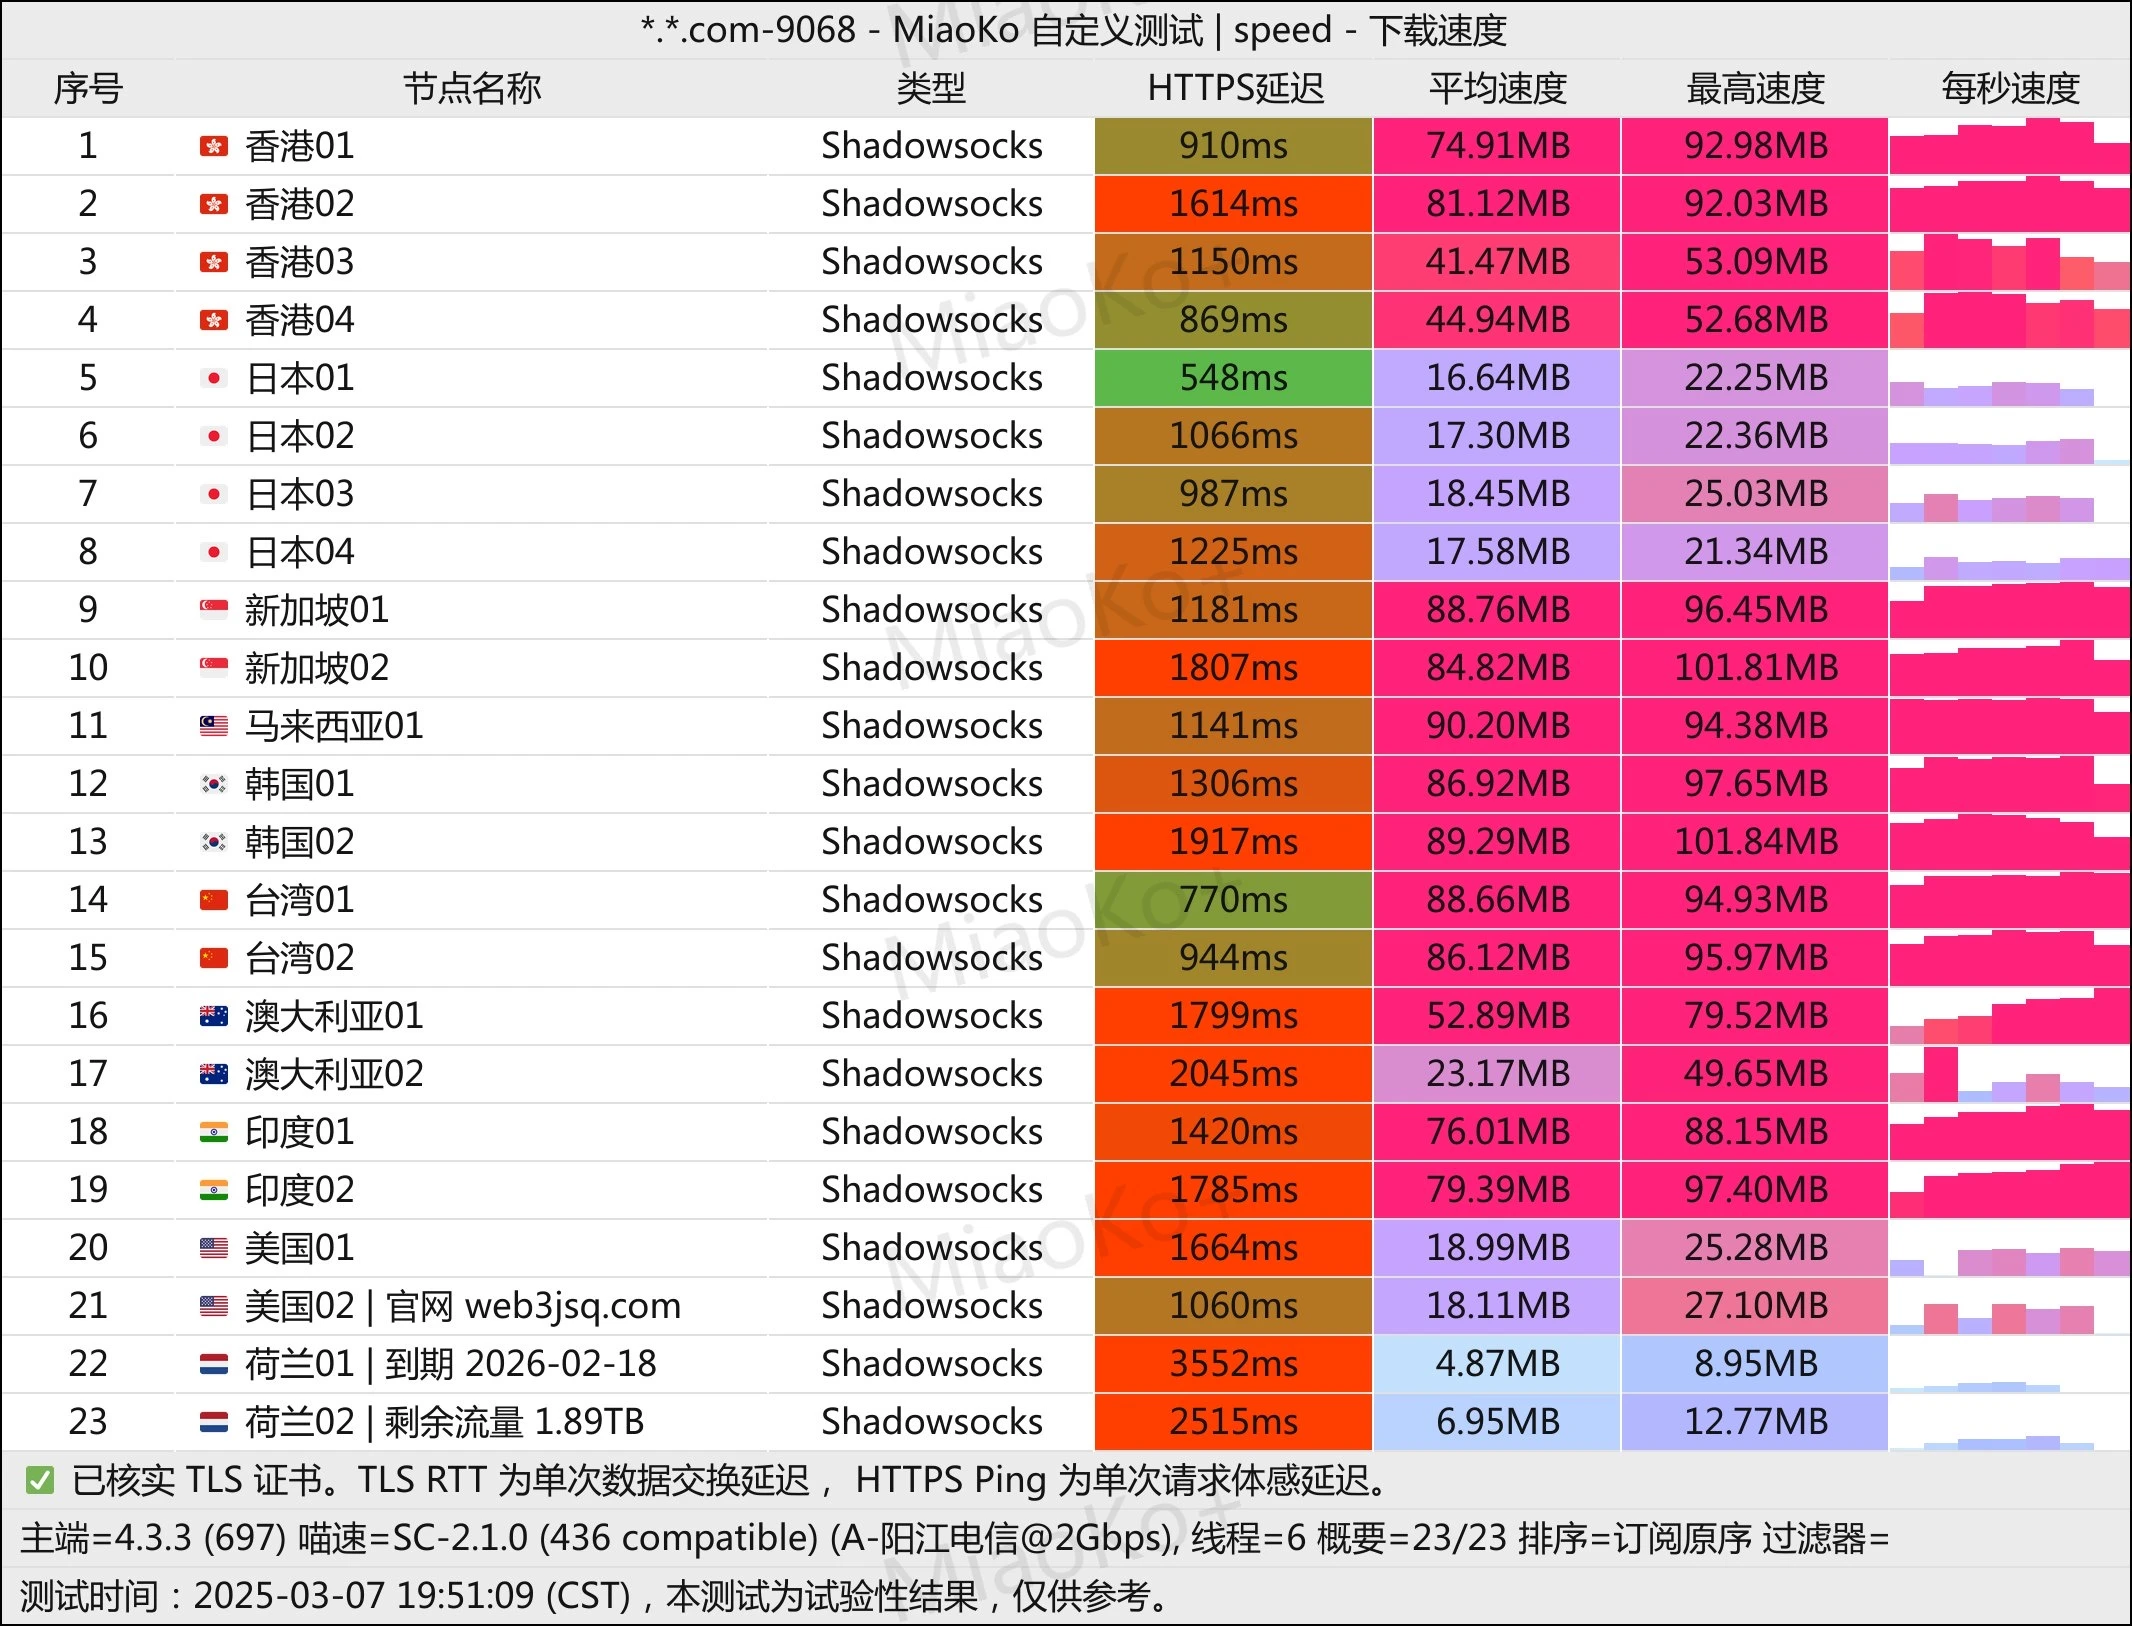 *.*.com-9068 - MiaoKo 自定义测试 | speed - 下载速度
序号 节点名称 类型 HTTPS延迟 平均速度 最高速度 每秒速度
1 香港01 Shadowsocks 910ms 74.91MB 92.98MB
2 香港02 Shadowsocks 1614ms 81.12MB 92.03MB
3 香港03 Shadowsocks 1150ms 41.47MB 53.09MB
4 香港04 Shadowsocks 869ms 44.94MB 52.68MB
5 日本01 Shadowsocks 548ms 16.64MB 22.25MB
6 日本02 Shadowsocks 1066ms 17.30MB 22.36MB
7 日本03 Shadowsocks 987ms 18.45MB 25.03MB
8 日本04 Shadowsocks 1225ms 17.58MB 21.34MB
9 新加坡01 Shadowsocks 1181ms 88.76MB 96.45MB
10 新加坡02 Shadowsocks 1807ms 84.82MB 101.81MB
11 马来西亚01 Shadowsocks 1141ms 90.20MB 94.38MB
12 韩国01 Shadowsocks 1306ms 86.92MB 97.65MB
13 韩国02 Shadowsocks 1917ms 89.29MB 101.84MB
14 台湾01 Shadowsocks 770ms 88.66MB 94.93MB
15 台湾02 Shadowsocks 944ms 86.12MB 95.97MB
16 澳大利亚01 Shadowsocks 1799ms 52.89MB 79.52MB
17 澳大利亚02 Shadowsocks 2045ms 23.17MB 49.65MB
18 印度01 Shadowsocks 1420ms 76.01MB 88.15MB
19 印度02 Shadowsocks 1785ms 79.39MB 97.40MB
20 美国01 Shadowsocks 1664ms 18.99MB 25.28MB
21 美国02 | 官网 web3jsq.com Shadowsocks 1060ms 18.11MB 27.10MB
22 荷兰01 | 到期 2026-02-18 Shadowsocks 3552ms 4.87MB 8.95MB
23 荷兰02 | 剩余流量 1.89TB Shadowsocks 2515ms 6.95MB 12.77MB
已核实 TLS 证书。TLS RTT 为单次数据交换延迟， HTTPS Ping 为单次请求体感延迟。
主端=4.3.3 (697) 喵速=SC-2.1.0 (436 compatible) (A-阳江电信@2Gbps), 线程=6 概要=23/23 排序=订阅原序 过滤器=
测试时间：2025-03-07 19:51:09 (CST)，本测试为试验性结果，仅供参考。
MiaoKo+
MiaoKo+
MiaoKo+
MiaoKo+
MiaoKo+